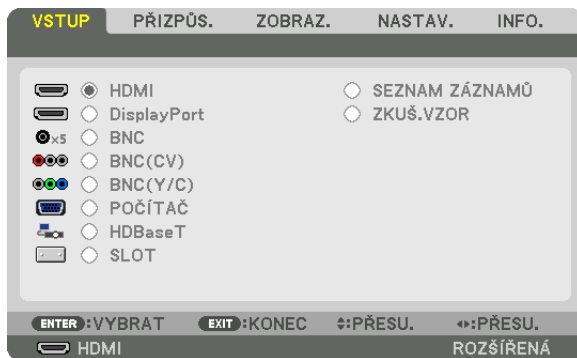 VSTUP PŘIZPŮS. ZOBRAZ. NASTAV. INFO.
HDMI SEZNAM ZÁZNAMŮ
DisplayPort ZKUŠ.VZOR
×5 BNC
BNC(CV)
BNC(Y/C)
POČÍTAČ
HDBaseT
SLOT
ENTER:VYBRAT EXIT:KONEC :PŘESU. :PŘESU.
HDMI ROZŠÍŘENÁ